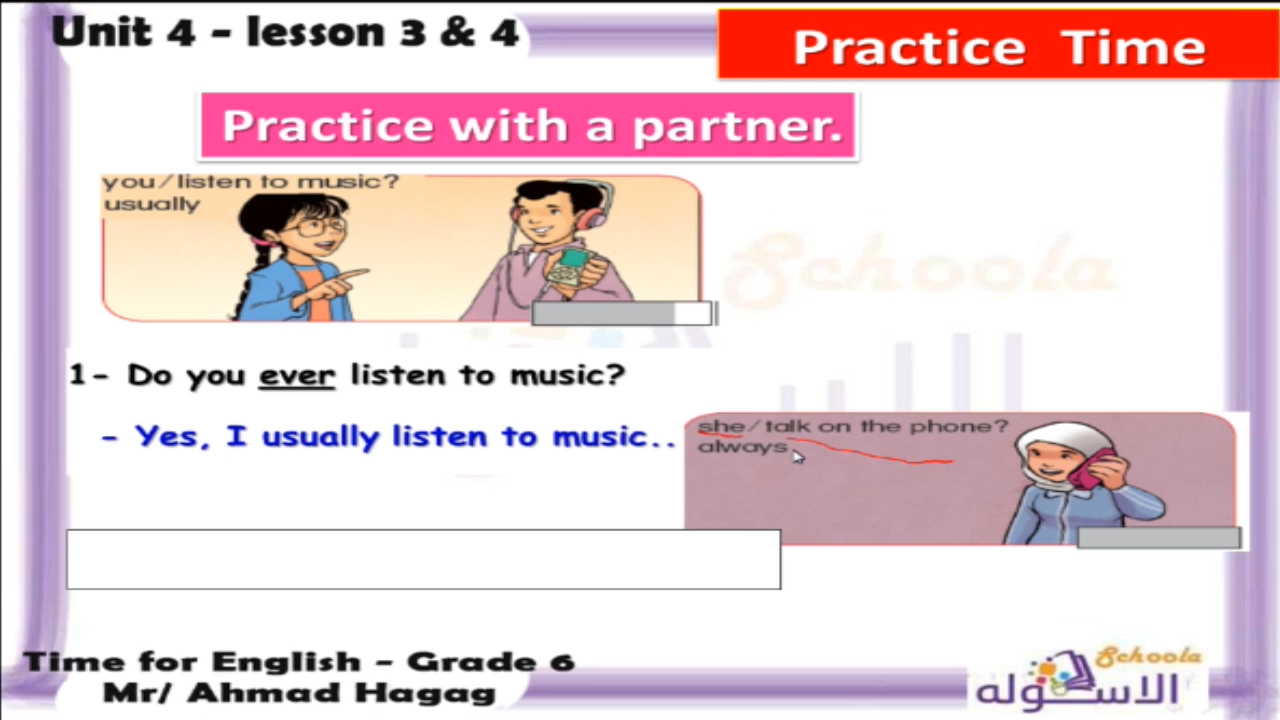 Unit 4 - lesson 3 & 4
Practice Time
Practice with a partner.
you/listen to music?
usually
Schoola
1- Do you ever listen to music?
- Yes, I usually listen to music..
she/talk on the phone?
always
Time for English - Grade 6
Mr/ Ahmad Hagag
Schoola
الاسكوله